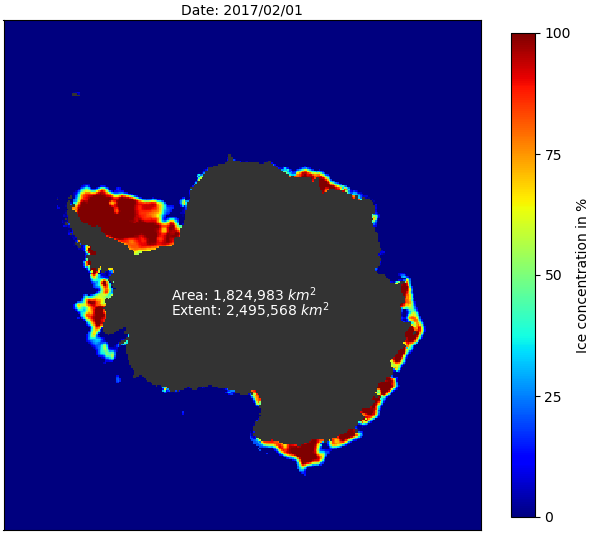 Date: 2017/02/01
100
75
50
25
0
Ice concentration in %
Area: 1,824,983 km²
Extent: 2,495,568 km²